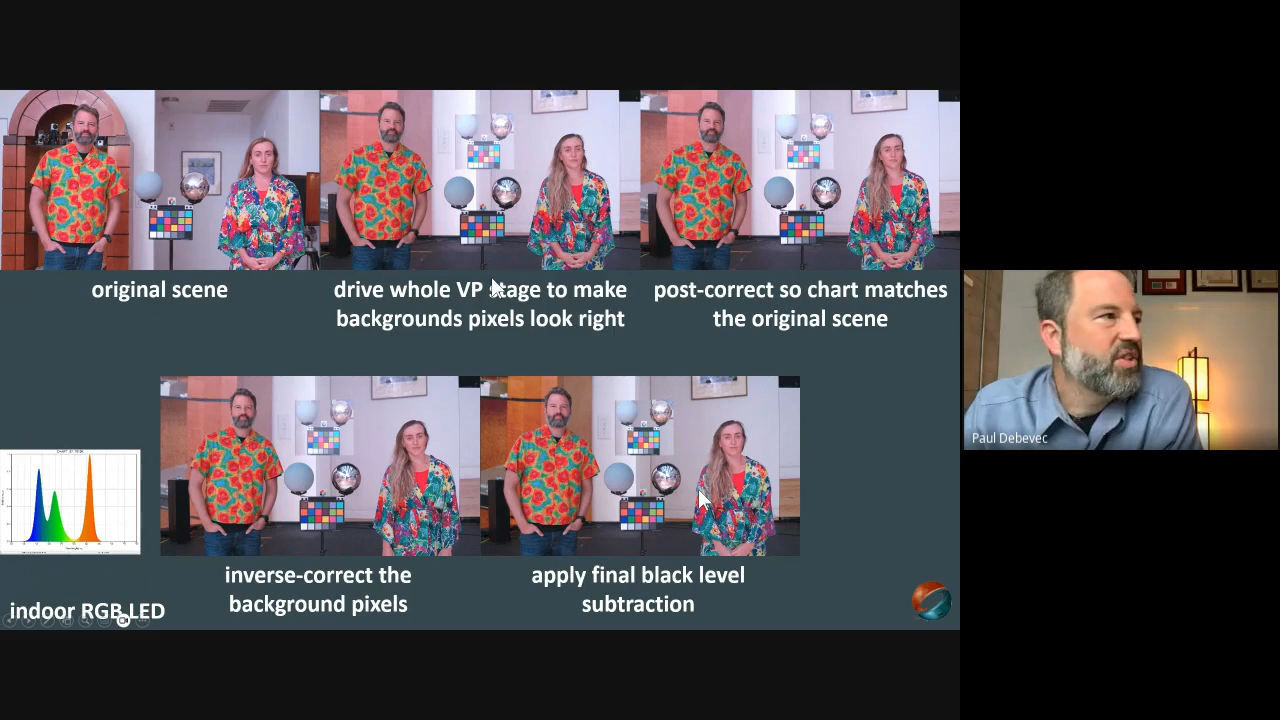 original scene
drive whole VP stage to make
backgrounds pixels look right
post-correct so chart matches
the original scene
Paul Debevec
inverse-correct the
background pixels
apply final black level
subtraction
indoor RGB LED